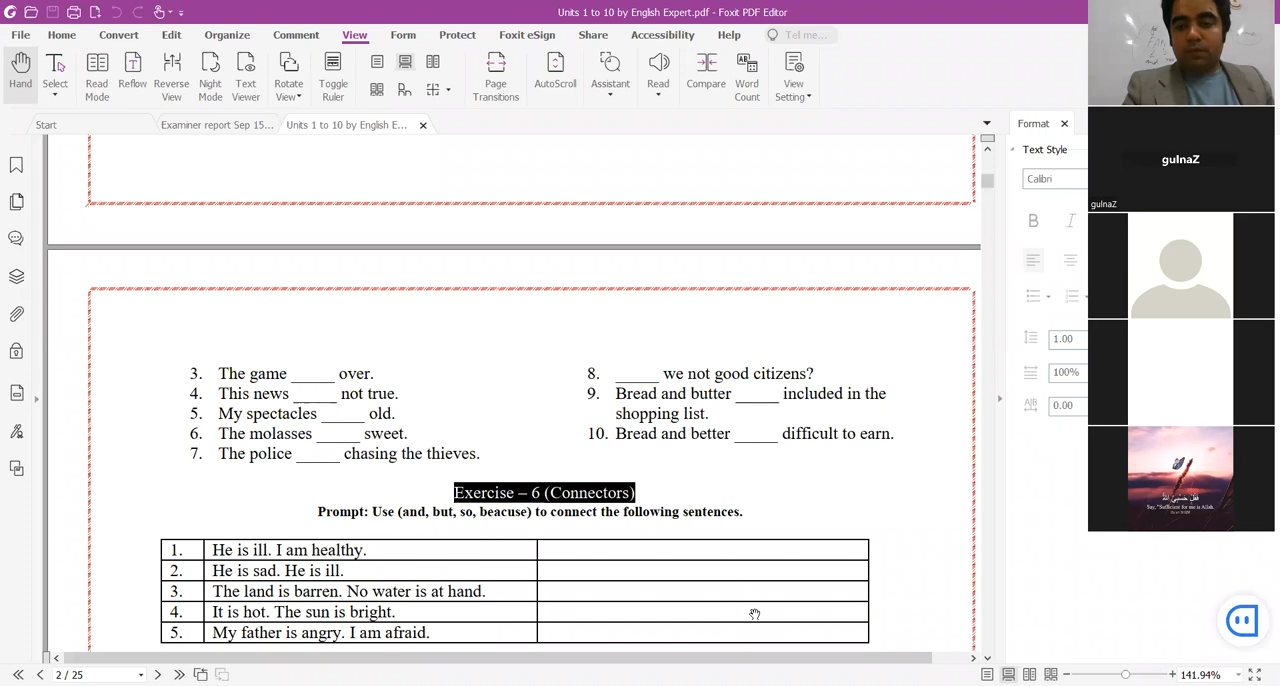 Units 1 to 10 by English Expert.pdf - Foxit PDF Editor
File Home Convert Edit Organize Comment View Form Protect Foxit eSign Share Accessibility Help Tell me...
Hand Select Read Mode Reflow Reverse View Night Mode Text Viewer Rotate View Toggle Ruler Page Transitions AutoScroll Assistant Read Compare Word Count View Setting
Start Examiner report Sep 15... Units 1 to 10 by English E...
3. The game _____ over.
4. This news _____ not true.
5. My spectacles _____ old.
6. The molasses _____ sweet.
7. The police _____ chasing the thieves.
8. _____ we not good citizens?
9. Bread and butter _____ included in the
shopping list.
10. Bread and better _____ difficult to earn.
Exercise – 6 (Connectors)
Prompt: Use (and, but, so, beacuse) to connect the following sentences.
1. He is ill. I am healthy.
2. He is sad. He is ill.
3. The land is barren. No water is at hand.
4. It is hot. The sun is bright.
5. My father is angry. I am afraid.
Format
Text Style
Calibri
B I
1.00
100%
A|B 0.00
gulnaZ
gulnaZ
Say, "Sufficient for me is Allah.
2 / 25
141.94%